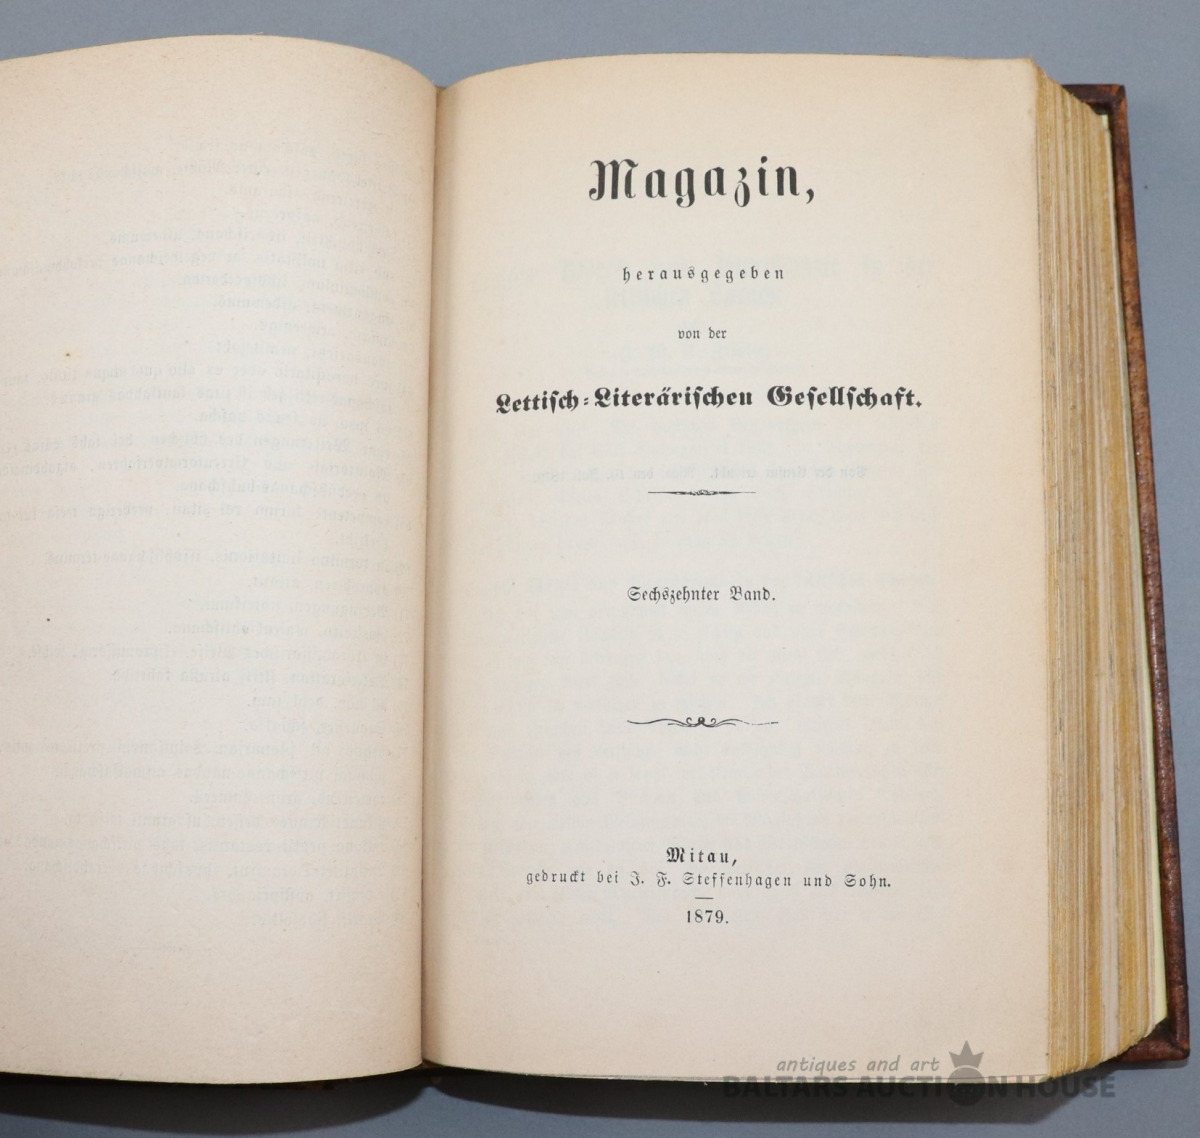 Magazin,
herausgegeben
von der
Lettisch-Literärischen Gesellschaft.
Sechszehnter Band.
Mitau,
gedruckt bei J. F. Steffenhagen und Sohn.
1879.
antiques and art
BALTARS AUCTION HOUSE